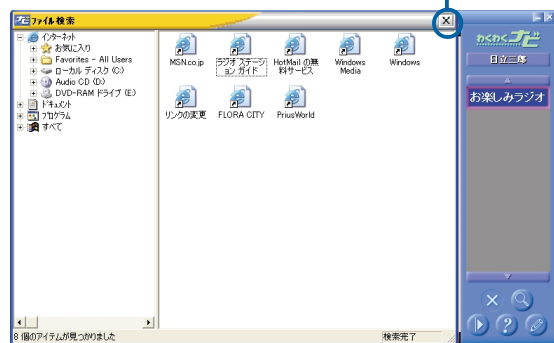 ファイル検索
インターネット
お気に入り
Favorites - All Users
ローカル ディスク (C:)
Audio CD (D:)
DVD-RAM ドライブ (E:)
ドキュメント
プログラム
すべて
MSN.co.jp
ラジオ ステーション ガイド
HotMail の無料サービス
Windows Media
Windows
リンクの変更
FLORA CITY
PriusWorld
8 個のアイテムが見つかりました
検索完了
わくわくナビ
日立三郎
お楽しみラジオ